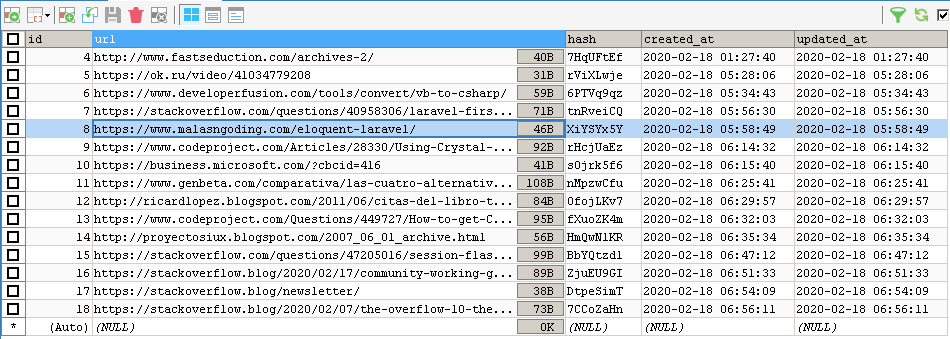 id url hash created_at updated_at
4 http://www.fastseduction.com/archives-2/ 40B 7HqUFtEf 2020-02-18 01:27:40 2020-02-18 01:27:40
5 https://ok.ru/video/41034779208 31B rViXLwje 2020-02-18 05:28:06 2020-02-18 05:28:06
6 https://www.developerfusion.com/tools/convert/vb-to-csharp/ 59B 6PTVq9qz 2020-02-18 05:34:43 2020-02-18 05:34:43
7 https://stackoverflow.com/questions/40958306/laravel-firs... 71B tnRveiCQ 2020-02-18 05:56:30 2020-02-18 05:56:30
8 https://www.malasngoding.com/eloquent-laravel/ 46B XiYSYx5Y 2020-02-18 05:58:49 2020-02-18 05:58:49
9 https://www.codeproject.com/Articles/28330/Using-Crystal-... 92B rHcjUaEz 2020-02-18 06:14:32 2020-02-18 06:14:32
10 https://business.microsoft.com/?cbcid=416 41B s0jrk5f6 2020-02-18 06:15:40 2020-02-18 06:15:40
11 https://www.genbeta.com/comparativa/las-cuatro-alternativ... 108B nMpzwCfu 2020-02-18 06:25:41 2020-02-18 06:25:41
12 http://ricardlopez.blogspot.com/2011/06/citas-del-libro-t... 84B 0fojLKv7 2020-02-18 06:29:57 2020-02-18 06:29:57
13 https://www.codeproject.com/Questions/449727/How-to-get-C... 95B fXuoZK4m 2020-02-18 06:32:03 2020-02-18 06:32:03
14 http://proyectosiux.blogspot.com/2007_06_01_archive.html 56B HmQwNlKR 2020-02-18 06:35:34 2020-02-18 06:35:34
15 https://stackoverflow.com/questions/47205016/session-flas... 99B BbYQtzdl 2020-02-18 06:47:12 2020-02-18 06:47:12
16 https://stackoverflow.blog/2020/02/17/community-working-g... 89B ZjuEU9GI 2020-02-18 06:51:33 2020-02-18 06:51:33
17 https://stackoverflow.blog/newsletter/ 38B DtpeSimT 2020-02-18 06:54:09 2020-02-18 06:54:09
18 https://stackoverflow.blog/2020/02/07/the-overflow-10-the... 73B 7CCoZaHn 2020-02-18 06:56:11 2020-02-18 06:56:11
* (Auto) (NULL) 0K (NULL) (NULL) (NULL)